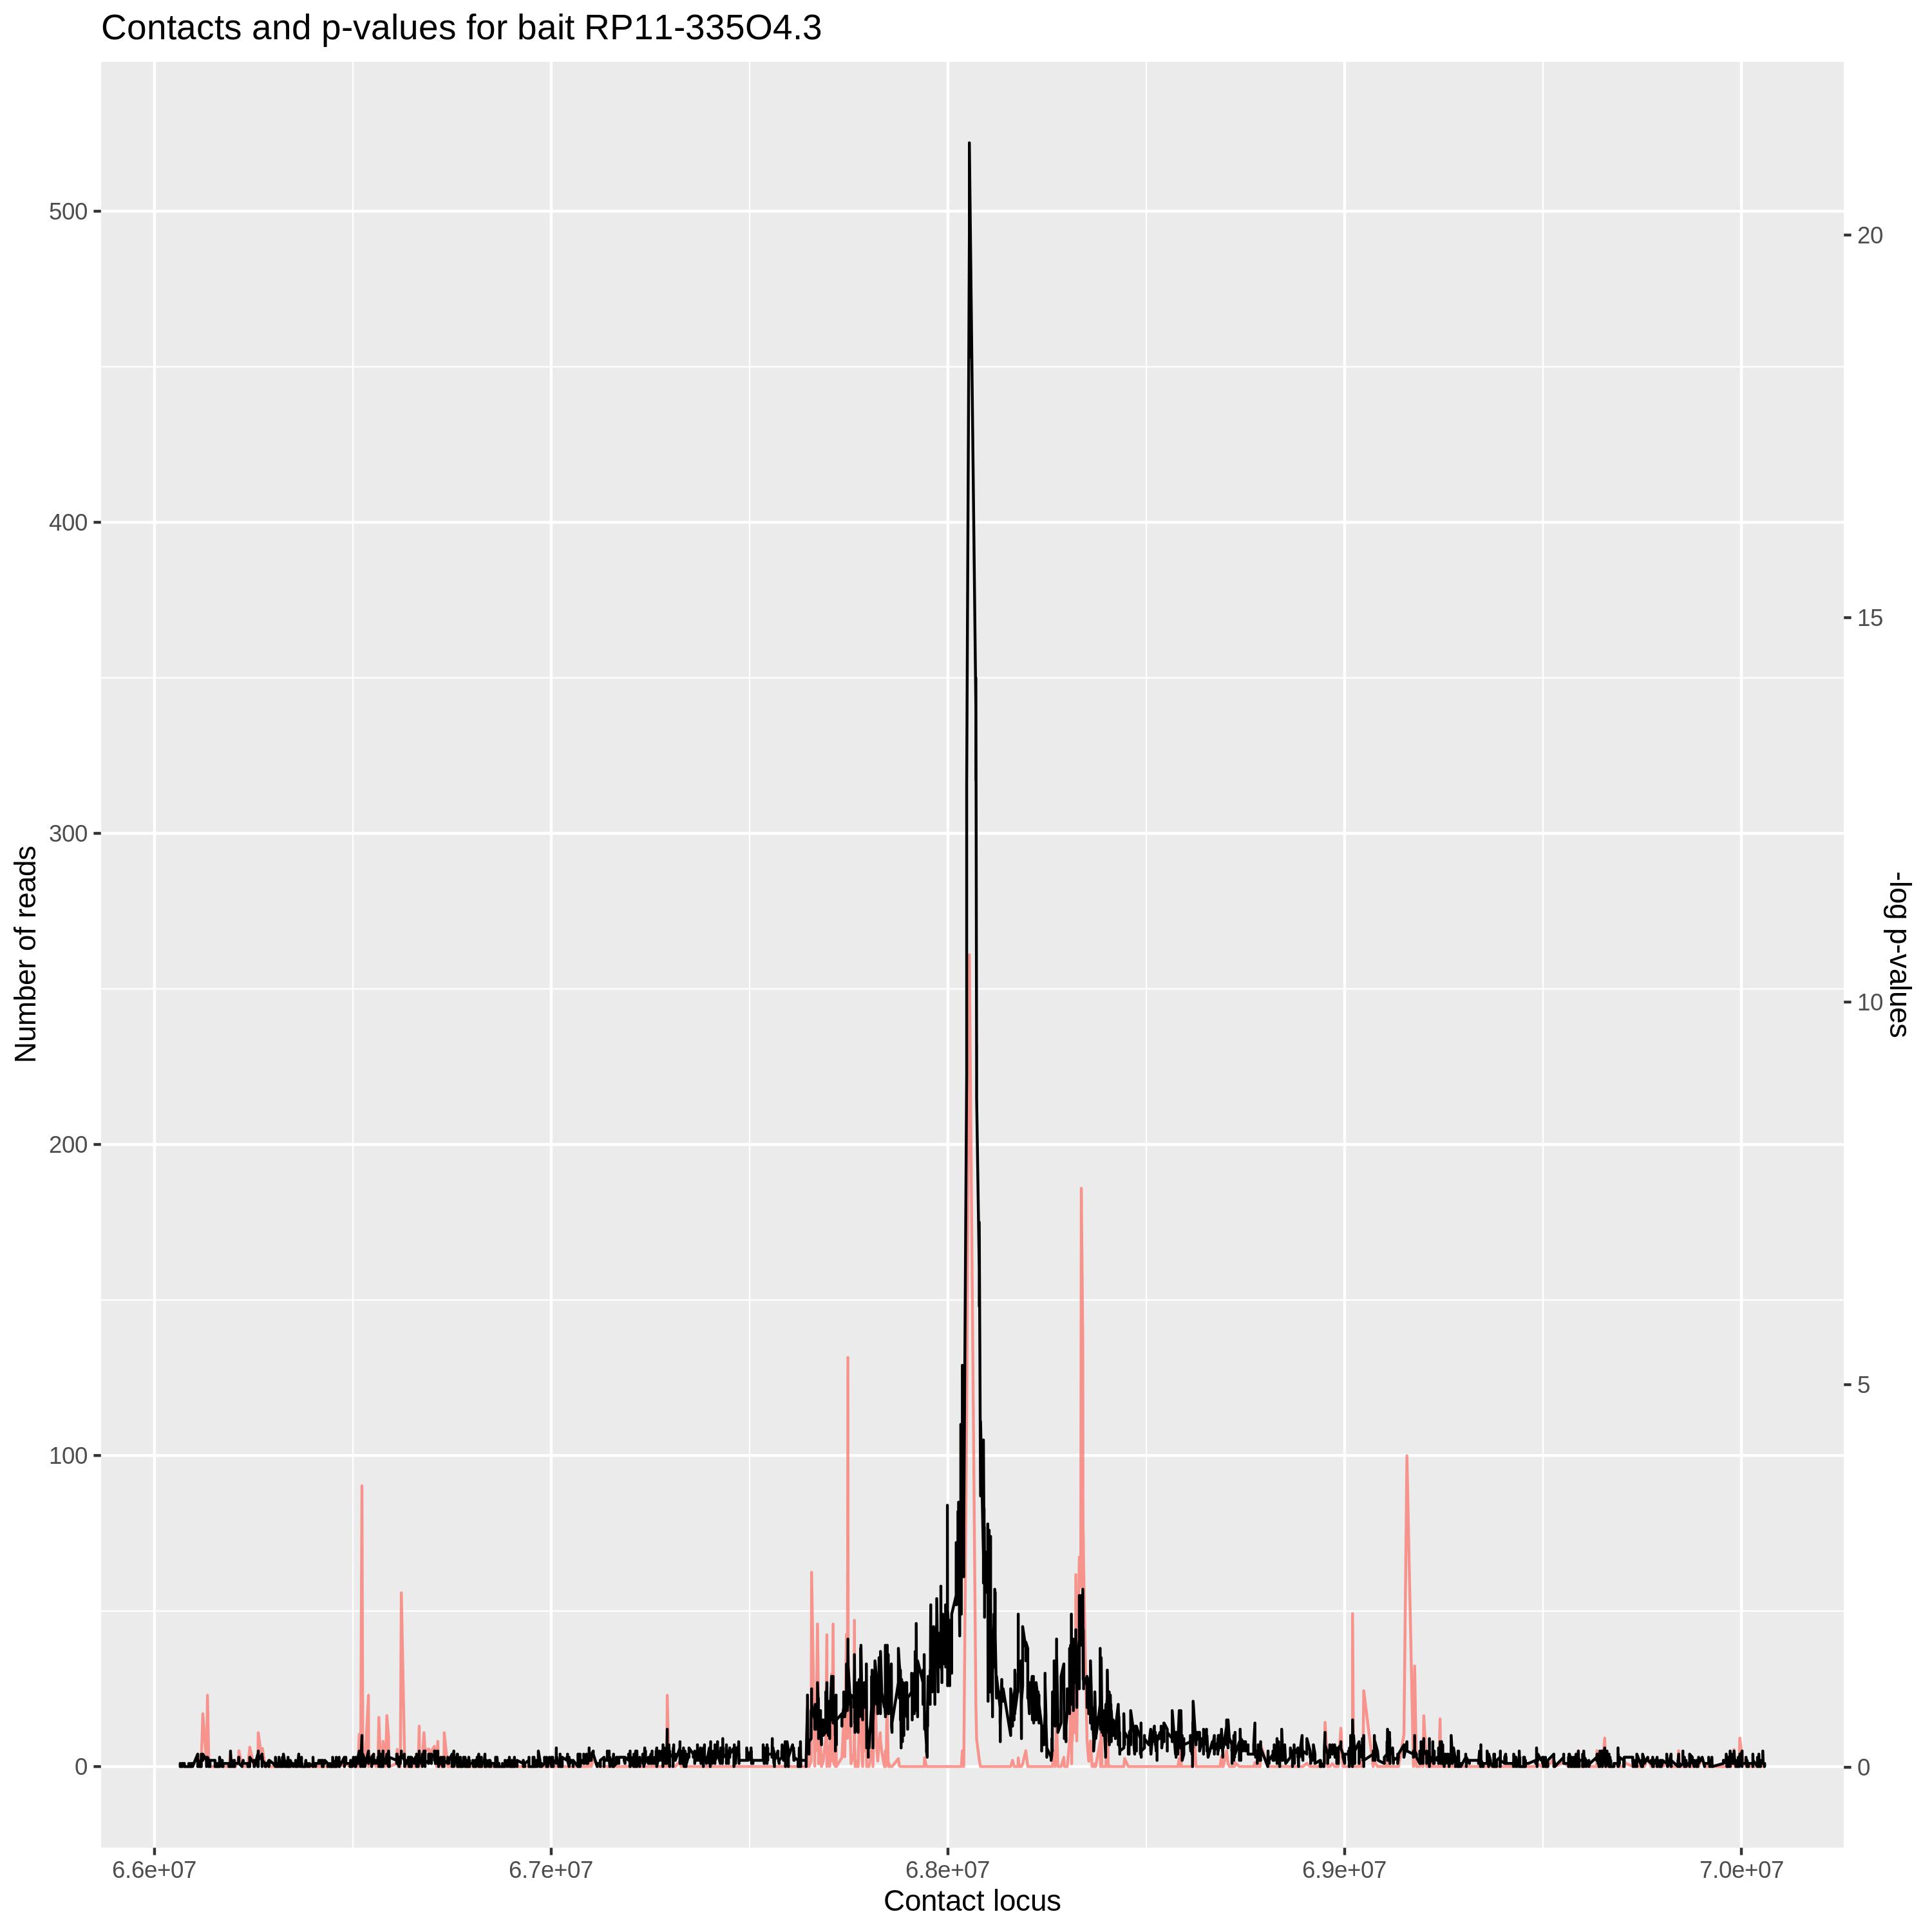 Contacts and p-values for bait RP11-335O4.3
500
400
300
200
100
0
Number of reads
20
15
10
5
0
-log p-values
6.6e+07
6.7e+07
6.8e+07
6.9e+07
7.0e+07
Contact locus